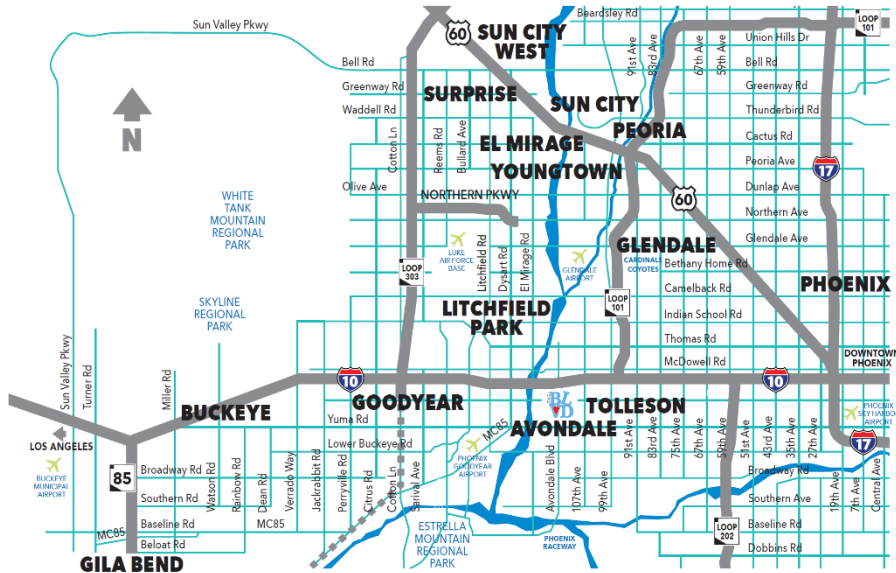 Sun Valley Pkwy
60
SUN CITY
WEST
Beardsley Rd
LOOP
101
Union Hills Dr
91st Ave
83rd Ave
67th Ave
59th Ave
Bell Rd
Bell Rd
Greenway Rd
Greenway Rd
SURPRISE
Waddell Rd
SUN CITY
Thunderbird Rd
N
Cotton Ln
Reems Rd
Bullard Ave
EL MIRAGE
PEORIA
Cactus Rd
YOUNGTOWN
Peoria Ave
17
Olive Ave
NORTHERN PKWY
Dunlap Ave
60
WHITE
TANK
MOUNTAIN
REGIONAL
PARK
Northern Ave
Glendale Ave
LUKE
AIR FORCE
BASE
Litchfield Rd
Dysart Rd
El Mirage Rd
GLENDALE
AIRPORT
GLENDALE
CARDINALS
COYOTES
Bethany Home Rd
LOOP
303
SKYLINE
REGIONAL
PARK
LITCHFIELD
PARK
LOOP
101
Camelback Rd
PHOENIX
Indian School Rd
Thomas Rd
McDowell Rd
DOWNTOWN
PHOENIX
Sun Valley Pkwy
Turner Rd
Miller Rd
10
10
BUCKEYE
GOODYEAR
BLVD
TOLLESON
AVONDALE
PHOENIX
SKY HARBOR
AIRPORT
Yuma Rd
MC85
Lower Buckeye Rd
17
LOS ANGELES
BUCKEYE
MUNICIPAL
AIRPORT
85
Broadway Rd
Southern Rd
Baseline Rd
MC85
MC85
Beloat Rd
GILA BEND
Watson Rd
Rainbow Rd
Dean Rd
Verrado Way
Jackrabbit Rd
Perryville Rd
Citrus Rd
Cotton Ln
Sarival Ave
PHOENIX
GOODYEAR
AIRPORT
ESTRELLA
MOUNTAIN
REGIONAL
PARK
Avondale Blvd
107th Ave
99th Ave
91st Ave
83rd Ave
75th Ave
67th Ave
59th Ave
51st Ave
43rd Ave
35th Ave
27th Ave
19th Ave
7th Ave
Central Ave
Broadway Rd
Southern Ave
Baseline Rd
Dobbins Rd
LOOP
202
PHOENIX
RACEWAY